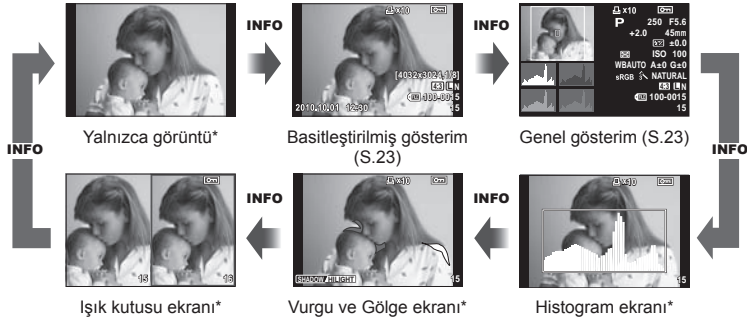 INFO
INFO
x10
[4032x3024,1/8]
4:3 L N
100-0015
2010.10.01 12:30
15
x10
P 250 F5.6
+2.0 45mm
±0.0
ISO 100
WBAUTO A±0 G±0
sRGB NATURAL
4:3 L N
100-0015
15
Yalnızca görüntü*
Basitleştirilmiş gösterim
(S.23)
Genel gösterim (S.23)
INFO
INFO
INFO
INFO
15
16
x10
SHADOW HILIGHT
15
x10
15
Işık kutusu ekranı*
Vurgu ve Gölge ekranı*
Histogram ekranı*